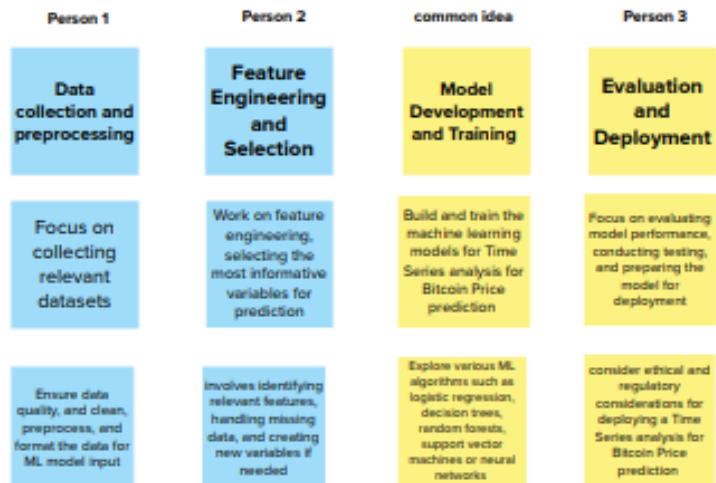 Person 1
Person 2
common idea
Person 3
Data
collection and
preprocessing
Feature
Engineering
and
Selection
Model
Development
and Training
Evaluation
and
Deployment
Focus on
collecting
relevant
datasets
Work on feature
engineering,
selecting the
most informative
variables for
prediction
Build and train the
machine learning
models for Time
Series analysis for
Bitcoin Price
prediction
Focus on evaluating
model performance,
conducting testing,
and preparing the
model for
deployment
Ensure data
quality, and clean,
preprocess, and
format the data for
ML model input
involves identifying
relevant features,
handling missing
data, and creating
new variables if
needed
Explore various ML
algorithms such as
logistic regression,
decision trees,
random forests,
support vector
machines or neural
networks
consider ethical and
regulatory
considerations for
deploying a Time
Series analysis for
Bitcoin Price
prediction